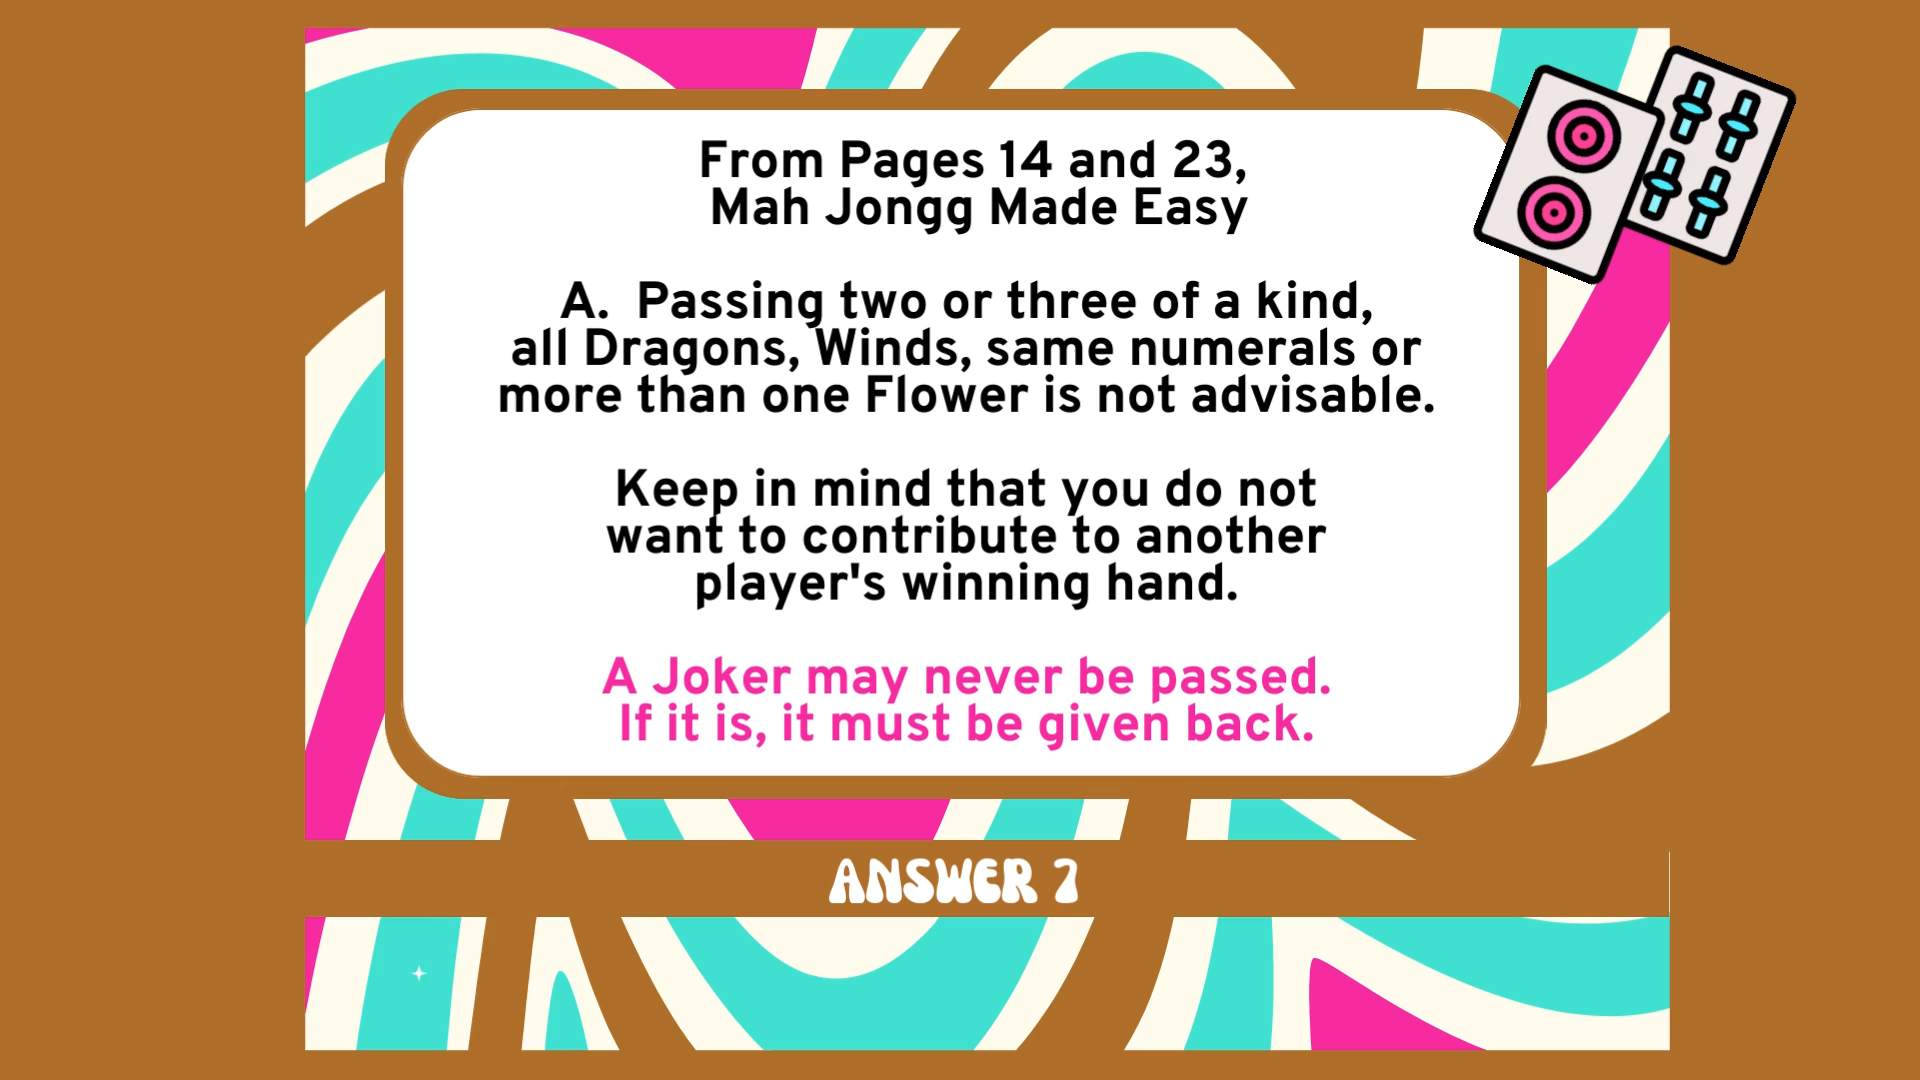 From Pages 14 and 23,
Mah Jongg Made Easy
A. Passing two or three of a kind,
all Dragons, Winds, same numerals or
more than one Flower is not advisable.
Keep in mind that you do not
want to contribute to another
player's winning hand.
A Joker may never be passed.
If it is, it must be given back.
ANSWER 7